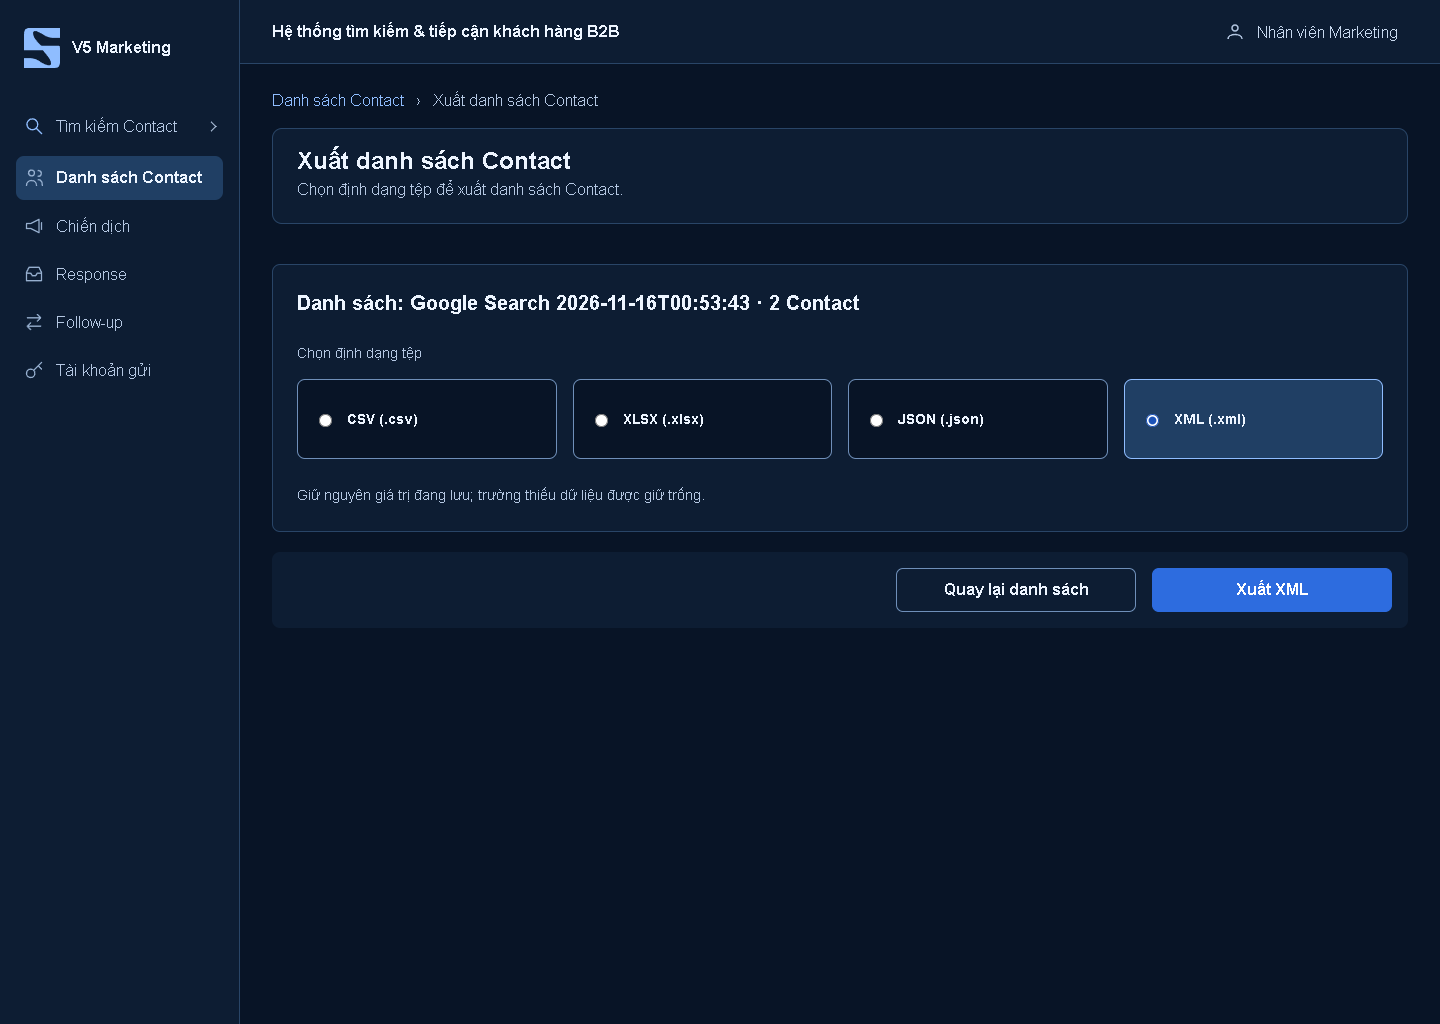 V5 Marketing
Hệ thống tìm kiếm & tiếp cận khách hàng B2B
Nhân viên Marketing
Tìm kiếm Contact
Danh sách Contact
Chiến dịch
Response
Follow-up
Tài khoản gửi
Danh sách Contact › Xuất danh sách Contact
Xuất danh sách Contact
Chọn định dạng tệp để xuất danh sách Contact.
Danh sách: Google Search 2026-11-16T00:53:43 · 2 Contact
Chọn định dạng tệp
CSV (.csv)
XLSX (.xlsx)
JSON (.json)
XML (.xml)
Giữ nguyên giá trị đang lưu; trường thiếu dữ liệu được giữ trống.
Quay lại danh sách
Xuất XML